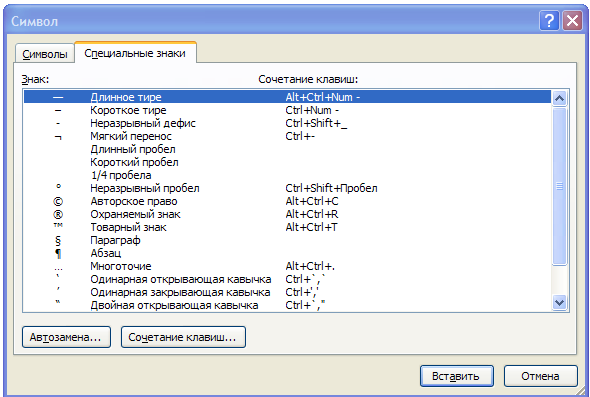 Символ
Символы Специальные знаки
Знак: Сочетание клавиш:
— Длинное тире Alt+Ctrl+Num -
– Короткое тире Ctrl+Num -
- Неразрывный дефис Ctrl+Shift+_
¬ Мягкий перенос Ctrl+-
Длинный пробел
Короткий пробел
1/4 пробела
° Неразрывный пробел Ctrl+Shift+Пробел
© Авторское право Alt+Ctrl+C
® Охраняемый знак Alt+Ctrl+R
™ Товарный знак Alt+Ctrl+T
§ Параграф
¶ Абзац
… Многоточие Alt+Ctrl+.
‛ Одинарная открывающая кавычка Ctrl+`,`
’ Одинарная закрывающая кавычка Ctrl+','
“ Двойная открывающая кавычка Ctrl+`,"
Автозамена... Сочетание клавиш...
Вставить Отмена